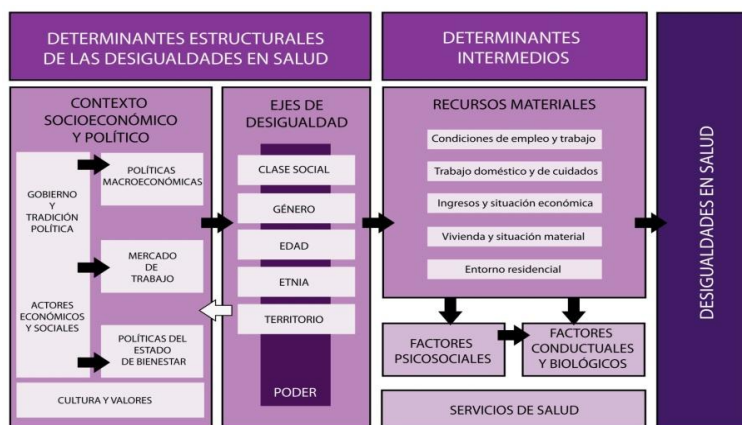 DETERMINANTES ESTRUCTURALES
DE LAS DESIGUALDADES EN SALUD
DETERMINANTES
INTERMEDIOS
CONTEXTO
SOCIOECONÓMICO
Y POLÍTICO
GOBIERNO
Y
TRADICIÓN
POLÍTICA
ACTORES
ECONÓMICOS
Y SOCIALES
POLÍTICAS
MACROECONÓMICAS
MERCADO
DE
TRABAJO
POLÍTICAS DEL
ESTADO
DE BIENESTAR
CULTURA Y VALORES
EJES DE
DESIGUALDAD
CLASE SOCIAL
GÉNERO
EDAD
ETNIA
TERRITORIO
PODER
RECURSOS MATERIALES
Condiciones de empleo y trabajo
Trabajo doméstico y de cuidados
Ingresos y situación económica
Vivienda y situación material
Entorno residencial
FACTORES
PSICOSOCIALES
FACTORES
CONDUCTUALES
Y BIOLÓGICOS
SERVICIOS DE SALUD
DESIGUALDADES EN SALUD